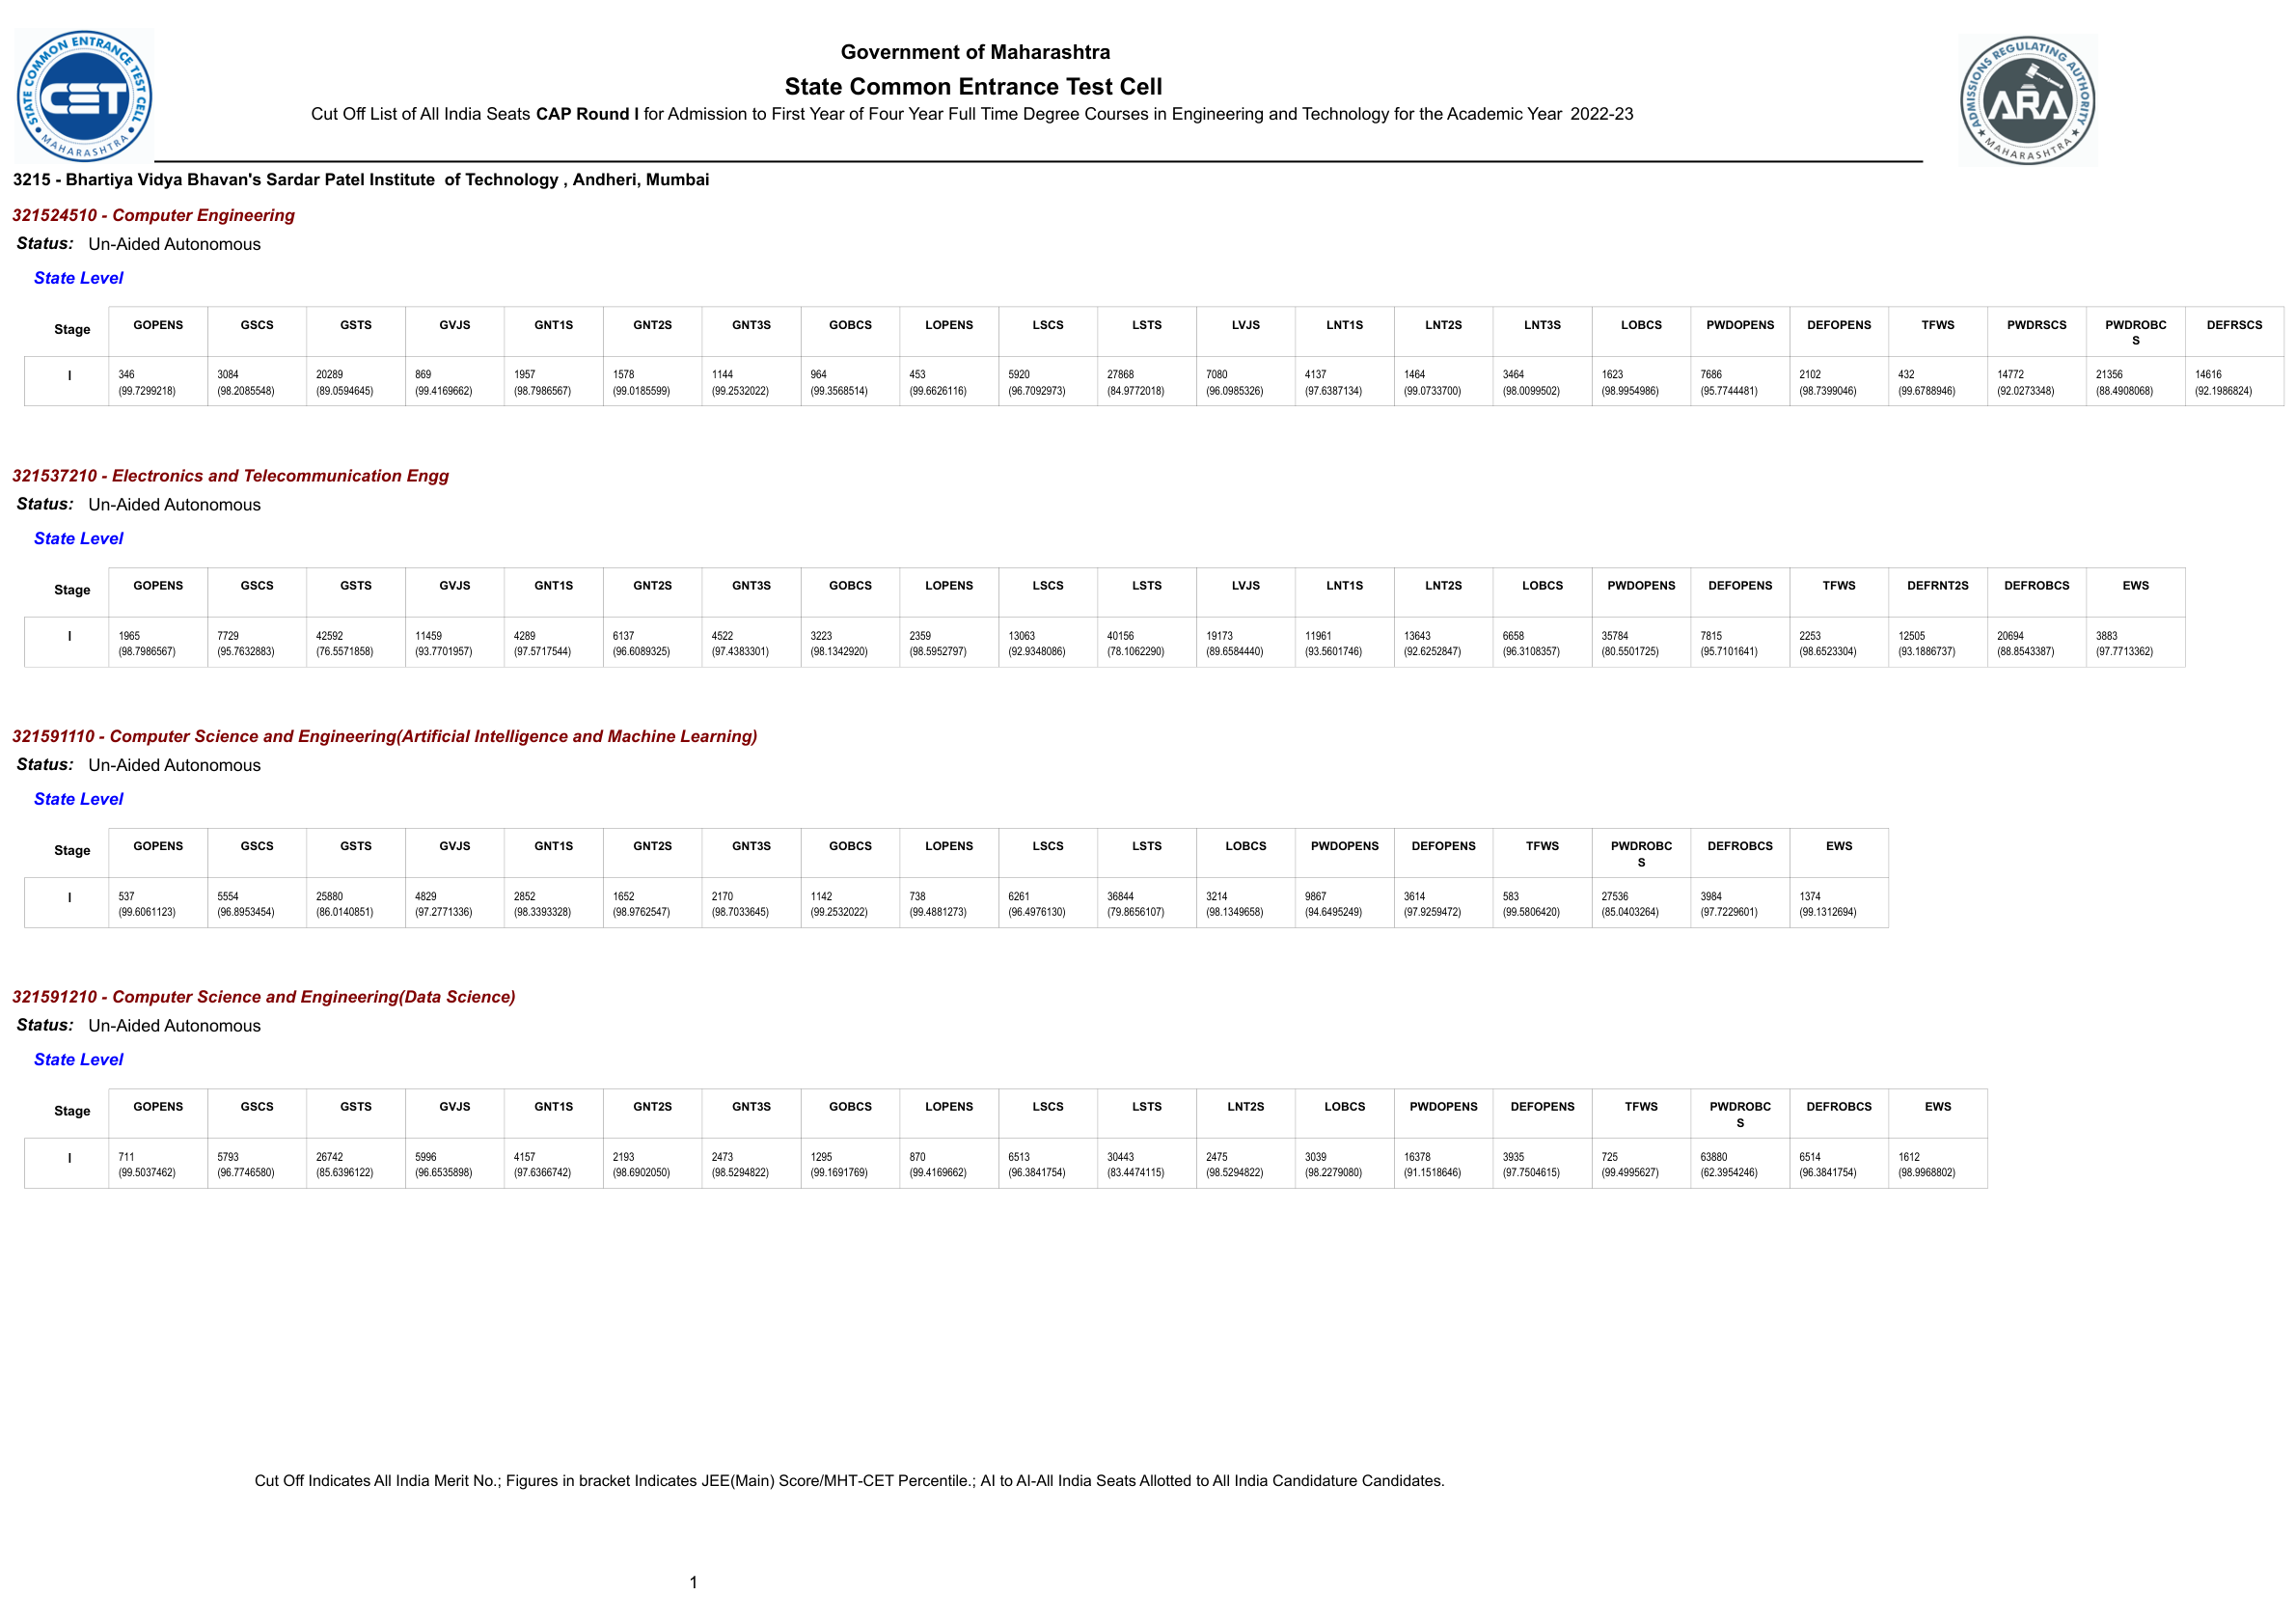 STATE COMMON ENTRANCE TEST CELL
CET
MAHARASHTRA
Government of Maharashtra
State Common Entrance Test Cell
Cut Off List of All India Seats CAP Round I for Admission to First Year of Four Year Full Time Degree Courses in Engineering and Technology for the Academic Year 2022-23
ADMISSIONS REGULATING AUTHORITY
ARA
MAHARASHTRA
3215 - Bhartiya Vidya Bhavan's Sardar Patel Institute of Technology , Andheri, Mumbai
321524510 - Computer Engineering
Status: Un-Aided Autonomous
State Level
Stage GOPENS GSCS GSTS GVJS GNT1S GNT2S GNT3S GOBCS LOPENS LSCS LSTS LVJS LNT1S LNT2S LNT3S LOBCS PWDOPENS DEFOPENS TFWS PWDRSCS PWDROBC DEFRSCS
S
I 346 3084 20289 869 1957 1578 1144 964 453 5920 27868 7080 4137 1464 3464 1623 7686 2102 432 14772 21356 14616
(99.7299218) (98.2085548) (89.0594645) (99.4169662) (98.7986567) (99.0185599) (99.2532022) (99.3568514) (99.6626116) (96.7092973) (84.9772018) (96.0985326) (97.6387134) (99.0733700) (98.0099502) (98.9954986) (95.7744481) (98.7399046) (99.6788946) (92.0273348) (88.4908068) (92.1986824)
321537210 - Electronics and Telecommunication Engg
Status: Un-Aided Autonomous
State Level
Stage GOPENS GSCS GSTS GVJS GNT1S GNT2S GNT3S GOBCS LOPENS LSCS LSTS LVJS LNT1S LNT2S LOBCS PWDOPENS DEFOPENS TFWS DEFRNT2S DEFROBCS EWS
I 1965 7729 42592 11459 4289 6137 4522 3223 2359 13063 40156 19173 11961 13643 6658 35784 7815 2253 12505 20694 3883
(98.7986567) (95.7632883) (76.5571858) (93.7701957) (97.5717544) (96.6089325) (97.4383301) (98.1342920) (98.5952797) (92.9348086) (78.1062290) (89.6584440) (93.5601746) (92.6252847) (96.3108357) (80.5501725) (95.7101641) (98.6523304) (93.1886737) (88.8543387) (97.7713362)
321591110 - Computer Science and Engineering(Artificial Intelligence and Machine Learning)
Status: Un-Aided Autonomous
State Level
Stage GOPENS GSCS GSTS GVJS GNT1S GNT2S GNT3S GOBCS LOPENS LSCS LSTS LOBCS PWDOPENS DEFOPENS TFWS PWDROBC DEFROBCS EWS
S
I 537 5554 25880 4829 2852 1652 2170 1142 738 6261 36844 3214 9867 3614 583 27536 3984 1374
(99.6061123) (96.8953454) (86.0140851) (97.2771336) (98.3393328) (98.9762547) (98.7033645) (99.2532022) (99.4881273) (96.4976130) (79.8656107) (98.1349658) (94.6495249) (97.9259472) (99.5806420) (85.0403264) (97.7229601) (99.1312694)
321591210 - Computer Science and Engineering(Data Science)
Status: Un-Aided Autonomous
State Level
Stage GOPENS GSCS GSTS GVJS GNT1S GNT2S GNT3S GOBCS LOPENS LSCS LSTS LNT2S LOBCS PWDOPENS DEFOPENS TFWS PWDROBC DEFROBCS EWS
S
I 711 5793 26742 5996 4157 2193 2473 1295 870 6513 30443 2475 3039 16378 3935 725 63880 6514 1612
(99.5037462) (96.7746580) (85.6396122) (96.6535898) (97.6366742) (98.6902050) (98.5294822) (99.1691769) (99.4169662) (96.3841754) (83.4474115) (98.5294822) (98.2279080) (91.1518646) (97.7504615) (99.4995627) (62.3954246) (96.3841754) (98.9968802)
Cut Off Indicates All India Merit No.; Figures in bracket Indicates JEE(Main) Score/MHT-CET Percentile.; AI to AI-All India Seats Allotted to All India Candidature Candidates.
1